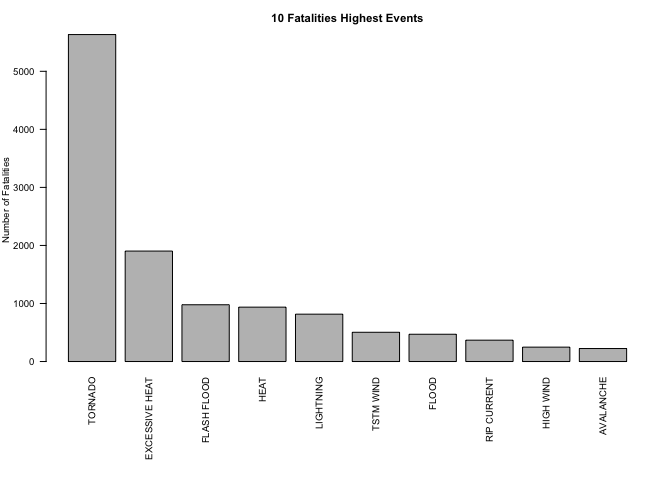 10 Fatalities Highest Events
Number of Fatalities
5000
4000
3000
2000
1000
0
TORNADO
EXCESSIVE HEAT
FLASH FLOOD
HEAT
LIGHTNING
TSTM WIND
FLOOD
RIP CURRENT
HIGH WIND
AVALANCHE